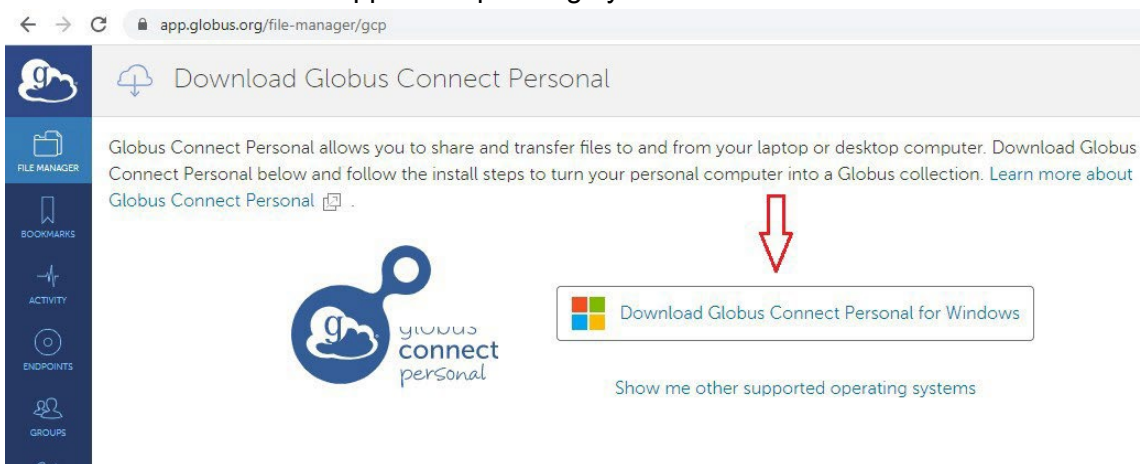 app.globus.org/file-manager/gcp
Download Globus Connect Personal
FILE MANAGER
BOOKMARKS
ACTIVITY
ENDPOINTS
GROUPS
Globus Connect Personal allows you to share and transfer files to and from your laptop or desktop computer. Download Globus
Connect Personal below and follow the install steps to turn your personal computer into a Globus collection. Learn more about
Globus Connect Personal .
g
g
globus
connect
personal
Download Globus Connect Personal for Windows
Show me other supported operating systems